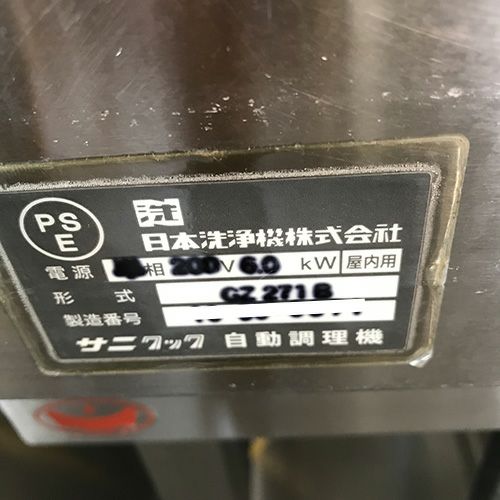 PS
E
日本洗浄機株式会社
電源 相 200V 6.0 kW 屋内用
形式 GZ 271 B
製造番号
サニクック 自動調理機